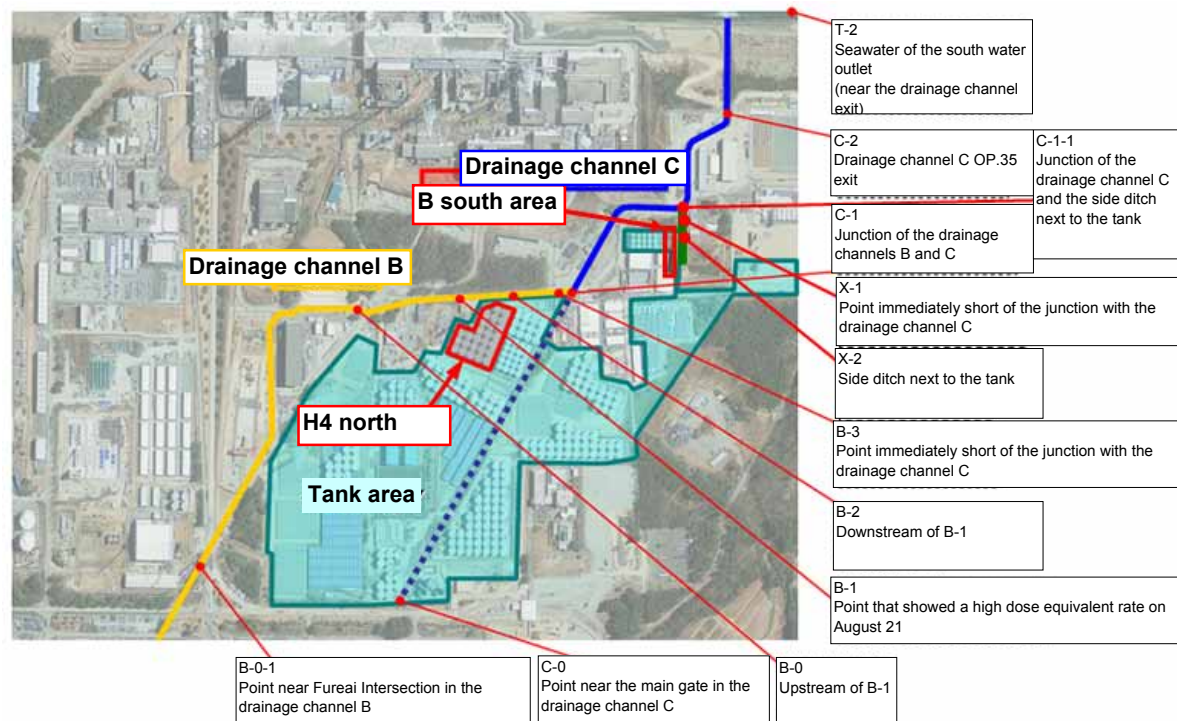 T-2
Seawater of the south water
outlet
(near the drainage channel
exit)
C-2
Drainage channel C OP.35
exit
C-1-1
Junction of the
drainage channel C
and the side ditch
next to the tank
C-1
Junction of the drainage
channels B and C
Drainage channel C
B south area
Drainage channel B
X-1
Point immediately short of the junction with the
drainage channel C
X-2
Side ditch next to the tank
H4 north
B-3
Point immediately short of the junction with the
drainage channel C
Tank area
B-2
Downstream of B-1
B-1
Point that showed a high dose equivalent rate on
August 21
B-0-1
Point near Fureai Intersection in the
drainage channel B
C-0
Point near the main gate in the
drainage channel C
B-0
Upstream of B-1